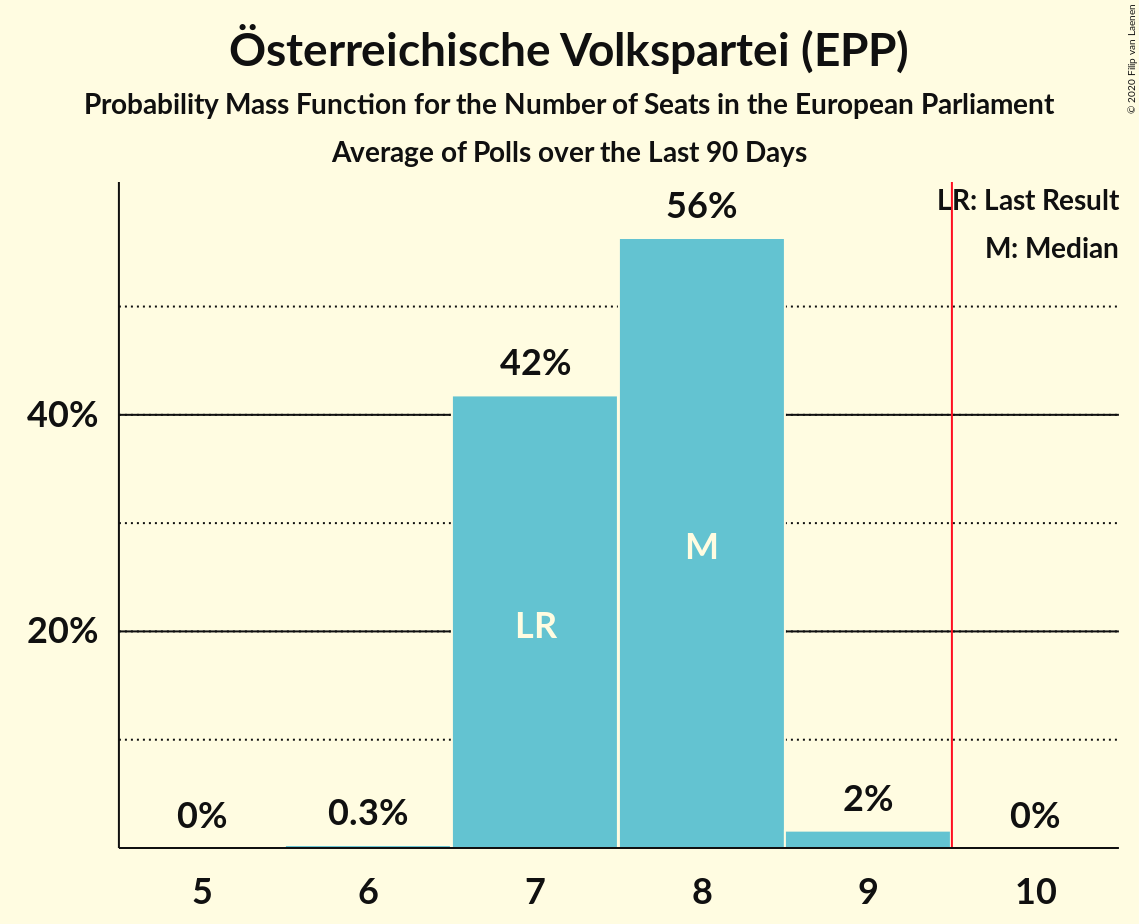 Österreichische Volkspartei (EPP)
Probability Mass Function for the Number of Seats in the European Parliament
Average of Polls over the Last 90 Days
© 2020 Filip van Laenen
LR: Last Result
M: Median
56%
42%
40%
M
LR
20%
0%
0.3%
2%
0%
5 6 7 8 9 10